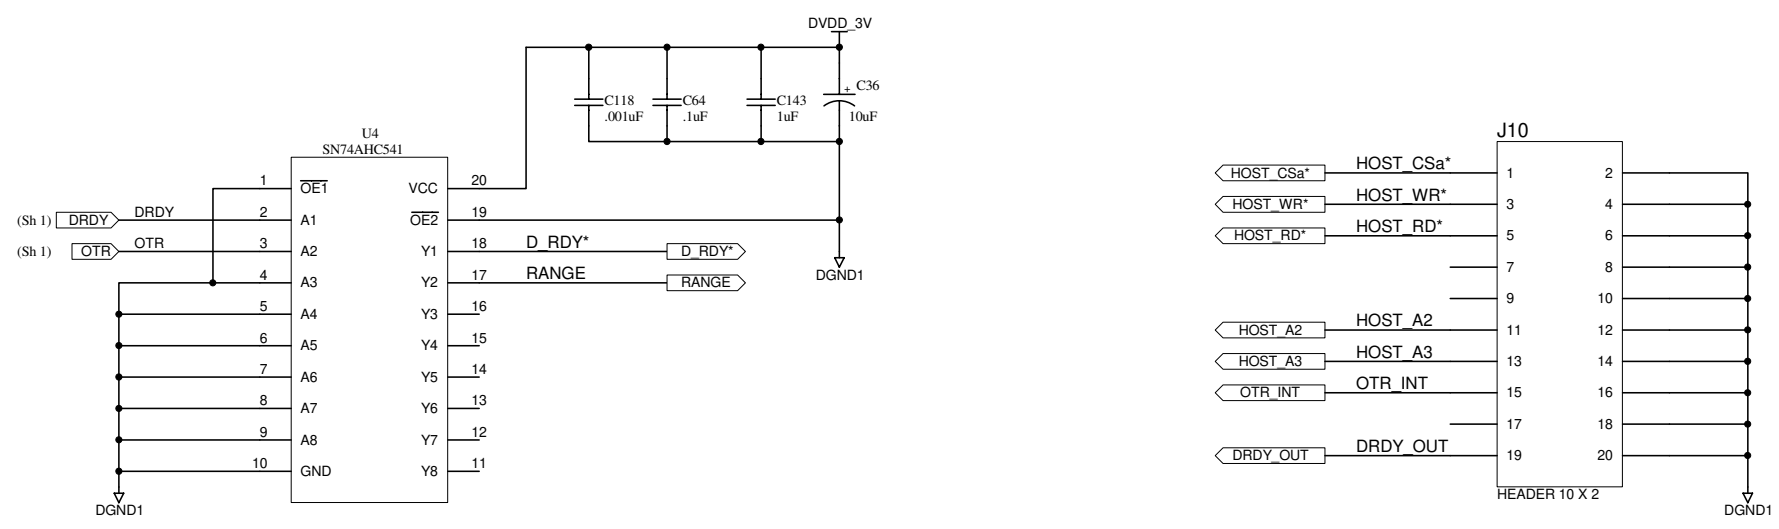 DVDD_3V
C118
.001uF
C64
.1uF
C143
1uF
+
C36
10uF
DGND1
U4
SN74AHC541
1 OE1 VCC 20
(Sh 1) DRDY DRDY 2 A1 OE2 19
(Sh 1) OTR OTR 3 A2 Y1 18 D_RDY* D_RDY*
4 A3 Y2 17 RANGE RANGE
5 A4 Y3 16
6 A5 Y4 15
7 A6 Y5 14
8 A7 Y6 13
9 A8 Y7 12
10 GND Y8 11
DGND1
J10
HOST_CSa* HOST_CSa* 1 2
HOST_WR* HOST_WR* 3 4
HOST_RD* HOST_RD* 5 6
7 8
9 10
HOST_A2 HOST_A2 11 12
HOST_A3 HOST_A3 13 14
OTR_INT OTR_INT 15 16
17 18
DRDY_OUT DRDY_OUT 19 20
HEADER 10 X 2
DGND1